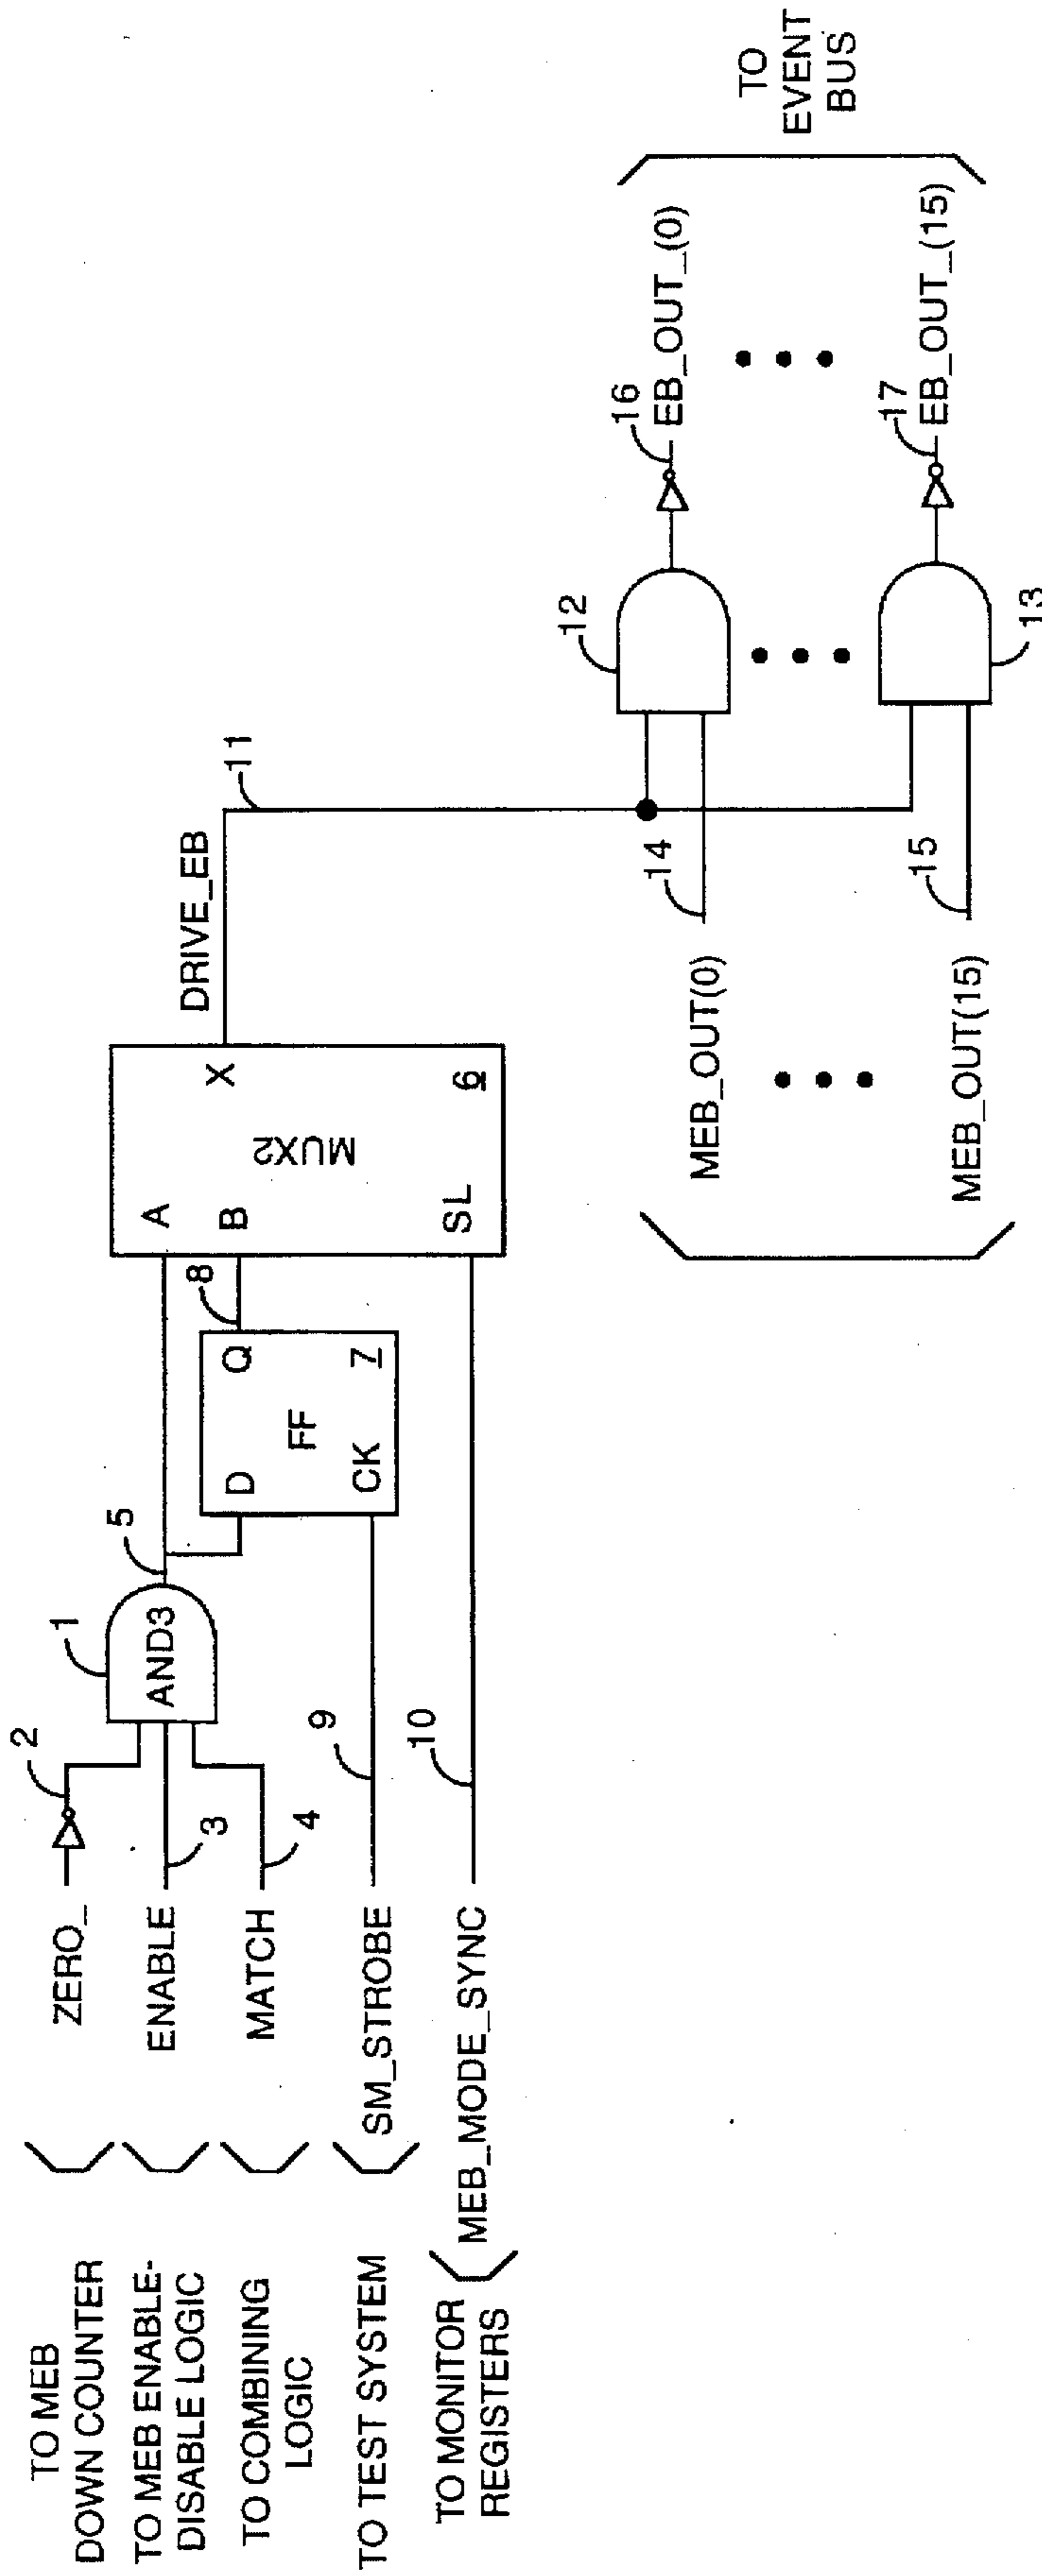 TO MEB
DOWN COUNTER
TO MEB ENABLE-
DISABLE LOGIC
TO COMBINING
LOGIC
TO TEST SYSTEM
TO MONITOR
REGISTERS
ZERO_
ENABLE
MATCH
SM_STROBE
MEB_MODE_SYNC
2
3
4
9
10
1
AND3
5
D
Q
FF
CK
7
8
A
B
SL
MUX2
X
6
DRIVE_EB
11
MEB_OUT(0)
MEB_OUT(15)
14
15
12
13
16
17
EB_OUT_(0)
EB_OUT_(15)
TO
EVENT
BUS